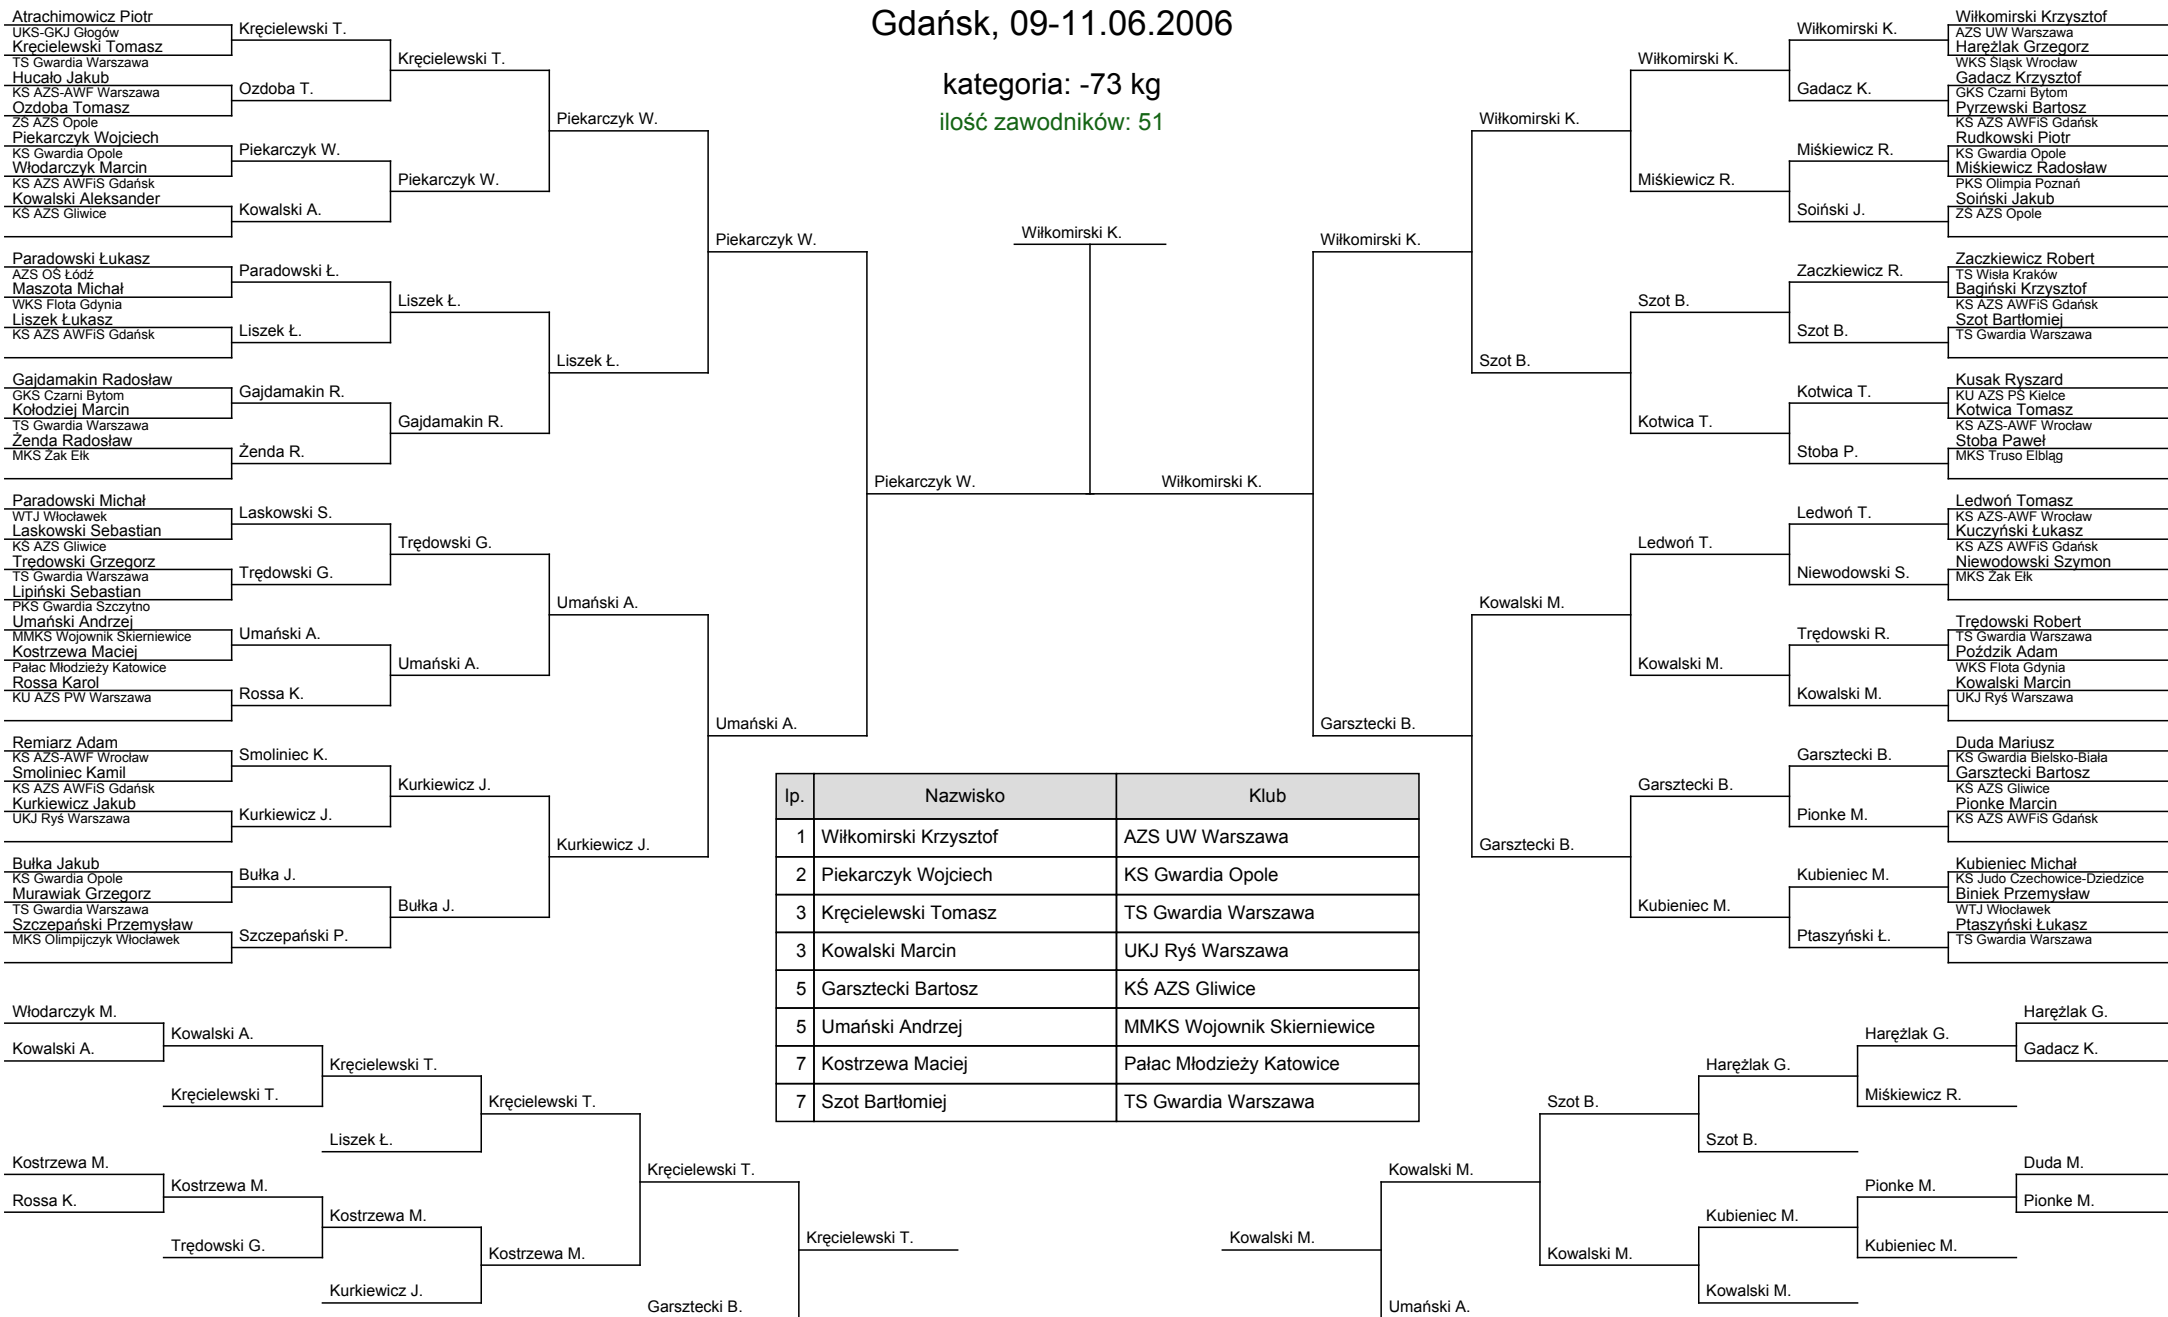 Gdańsk, 09-11.06.2006
kategoria: -73 kg
ilość zawodników: 51
Atrachimowicz Piotr
UKS-GKJ Głogów
Kręcielewski Tomasz
TS Gwardia Warszawa
Hucało Jakub
KS AZS-AWF Warszawa
Ozdoba Tomasz
ZŚ AZS Opole
Piekarczyk Wojciech
KS Gwardia Opole
Włodarczyk Marcin
KS AZS AWFiS Gdańsk
Kowalski Aleksander
KŚ AZS Gliwice
Paradowski Łukasz
AZS OŚ Łódź
Maszota Michał
WKS Flota Gdynia
Liszek Łukasz
KS AZS AWFiS Gdańsk
Gajdamakin Radosław
GKS Czarni Bytom
Kołodziej Marcin
TS Gwardia Warszawa
Żenda Radosław
MKS Żak Ełk
Paradowski Michał
WTJ Włocławek
Laskowski Sebastian
KŚ AZS Gliwice
Trędowski Grzegorz
TS Gwardia Warszawa
Lipiński Sebastian
PKS Gwardia Szczytno
Umański Andrzej
MMKS Wojownik Skierniewice
Kostrzewa Maciej
Pałac Młodzieży Katowice
Rossa Karol
KU AZS PW Warszawa
Remiarz Adam
KS AZS-AWF Wrocław
Smoliniec Kamil
KS AZS AWFiS Gdańsk
Kurkiewicz Jakub
UKJ Ryś Warszawa
Bułka Jakub
KS Gwardia Opole
Murawiak Grzegorz
TS Gwardia Warszawa
Szczepański Przemysław
MKS Olimpijczyk Włocławek
Kręcielewski T.
Ozdoba T.
Piekarczyk W.
Kowalski A.
Paradowski Ł.
Liszek Ł.
Gajdamakin R.
Żenda R.
Laskowski S.
Trędowski G.
Umański A.
Rossa K.
Smoliniec K.
Kurkiewicz J.
Bułka J.
Szczepański P.
Kręcielewski T.
Piekarczyk W.
Liszek Ł.
Gajdamakin R.
Trędowski G.
Umański A.
Kurkiewicz J.
Bułka J.
Piekarczyk W.
Liszek Ł.
Umański A.
Kurkiewicz J.
Piekarczyk W.
Umański A.
Piekarczyk W.
Wiłkomirski K.
Wiłkomirski K.
Wiłkomirski K.
Garsztecki B.
Wiłkomirski K.
Szot B.
Kowalski M.
Garsztecki B.
Wiłkomirski K.
Miśkiewicz R.
Szot B.
Kotwica T.
Ledwoń T.
Kowalski M.
Garsztecki B.
Kubieniec M.
Wiłkomirski K.
Gadacz K.
Miśkiewicz R.
Soiński J.
Zaczkiewicz R.
Szot B.
Kotwica T.
Stoba P.
Ledwoń T.
Niewodowski S.
Trędowski R.
Kowalski M.
Garsztecki B.
Pionke M.
Kubieniec M.
Ptaszyński Ł.
Wiłkomirski Krzysztof
AZS UW Warszawa
Harężlak Grzegorz
WKS Śląsk Wrocław
Gadacz Krzysztof
GKS Czarni Bytom
Pyrzewski Bartosz
KS AZS AWFiS Gdańsk
Rudkowski Piotr
KS Gwardia Opole
Miśkiewicz Radosław
PKS Olimpia Poznań
Soiński Jakub
ZŚ AZS Opole
Zaczkiewicz Robert
TS Wisła Kraków
Bagiński Krzysztof
KS AZS AWFiS Gdańsk
Szot Bartłomiej
TS Gwardia Warszawa
Kusak Ryszard
KU AZS PŚ Kielce
Kotwica Tomasz
KS AZS-AWF Wrocław
Stoba Paweł
MKS Truso Elbląg
Ledwoń Tomasz
KS AZS-AWF Wrocław
Kuczyński Łukasz
KS AZS AWFiS Gdańsk
Niewodowski Szymon
MKS Żak Ełk
Trędowski Robert
TS Gwardia Warszawa
Poździk Adam
WKS Flota Gdynia
Kowalski Marcin
UKJ Ryś Warszawa
Duda Mariusz
KS Gwardia Bielsko-Biała
Garsztecki Bartosz
KŚ AZS Gliwice
Pionke Marcin
KS AZS AWFiS Gdańsk
Kubieniec Michał
KS Judo Czechowice-Dziedzice
Biniek Przemysław
WTJ Włocławek
Ptaszyński Łukasz
TS Gwardia Warszawa
lp. Nazwisko Klub
1 Wiłkomirski Krzysztof AZS UW Warszawa
2 Piekarczyk Wojciech KS Gwardia Opole
3 Kręcielewski Tomasz TS Gwardia Warszawa
3 Kowalski Marcin UKJ Ryś Warszawa
5 Garsztecki Bartosz KŚ AZS Gliwice
5 Umański Andrzej MMKS Wojownik Skierniewice
7 Kostrzewa Maciej Pałac Młodzieży Katowice
7 Szot Bartłomiej TS Gwardia Warszawa
Włodarczyk M.
Kowalski A.
Kostrzewa M.
Rossa K.
Kowalski A.
Kręcielewski T.
Kostrzewa M.
Trędowski G.
Kręcielewski T.
Liszek Ł.
Kostrzewa M.
Kurkiewicz J.
Kręcielewski T.
Kostrzewa M.
Kręcielewski T.
Garsztecki B.
Kręcielewski T.
Kowalski M.
Kowalski M.
Umański A.
Szot B.
Kowalski M.
Harężlak G.
Szot B.
Kubieniec M.
Kowalski M.
Harężlak G.
Miśkiewicz R.
Pionke M.
Kubieniec M.
Harężlak G.
Gadacz K.
Duda M.
Pionke M.